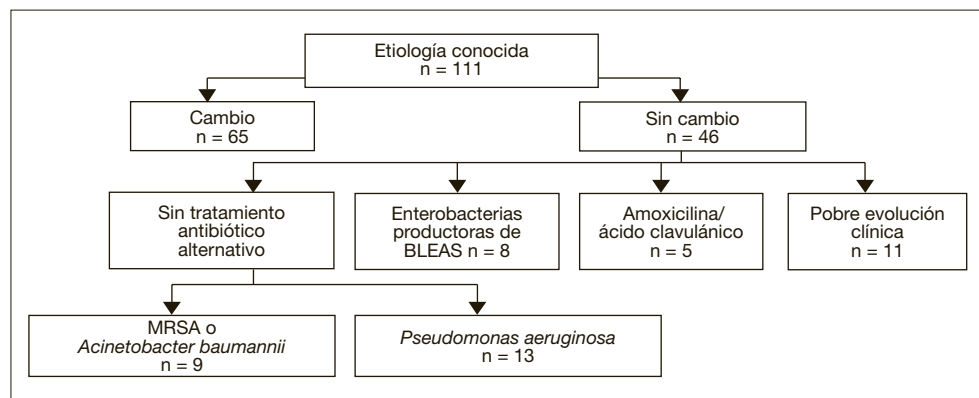 Etiología conocida
n = 111
Cambio
n = 65
Sin cambio
n = 46
Sin tratamiento
antibiótico
alternativo
Enterobacterias
productoras de
BLEAS n = 8
Amoxicilina/
ácido clavulánico
n = 5
Pobre evolución
clínica
n = 11
MRSA o
Acinetobacter baumannii
n = 9
Pseudomonas aeruginosa
n = 13